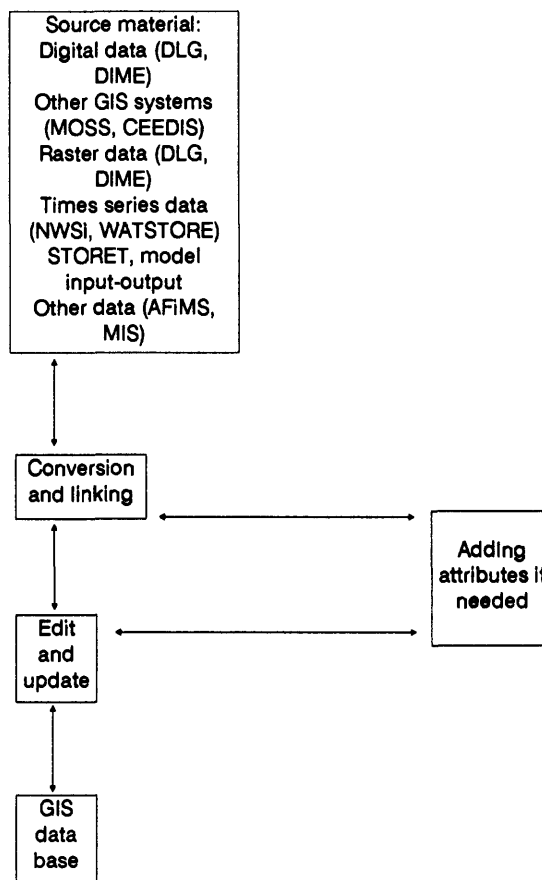 Source material:
Digital data (DLG,
DIME)
Other GIS systems
(MOSS, CEEDIS)
Raster data (DLG,
DIME)
Times series data
(NWSi, WATSTORE)
STORET, model
input-output
Other data (AFiMS,
MIS)
Conversion
and linking
Adding
attributes if
needed
Edit
and
update
GIS
data
base